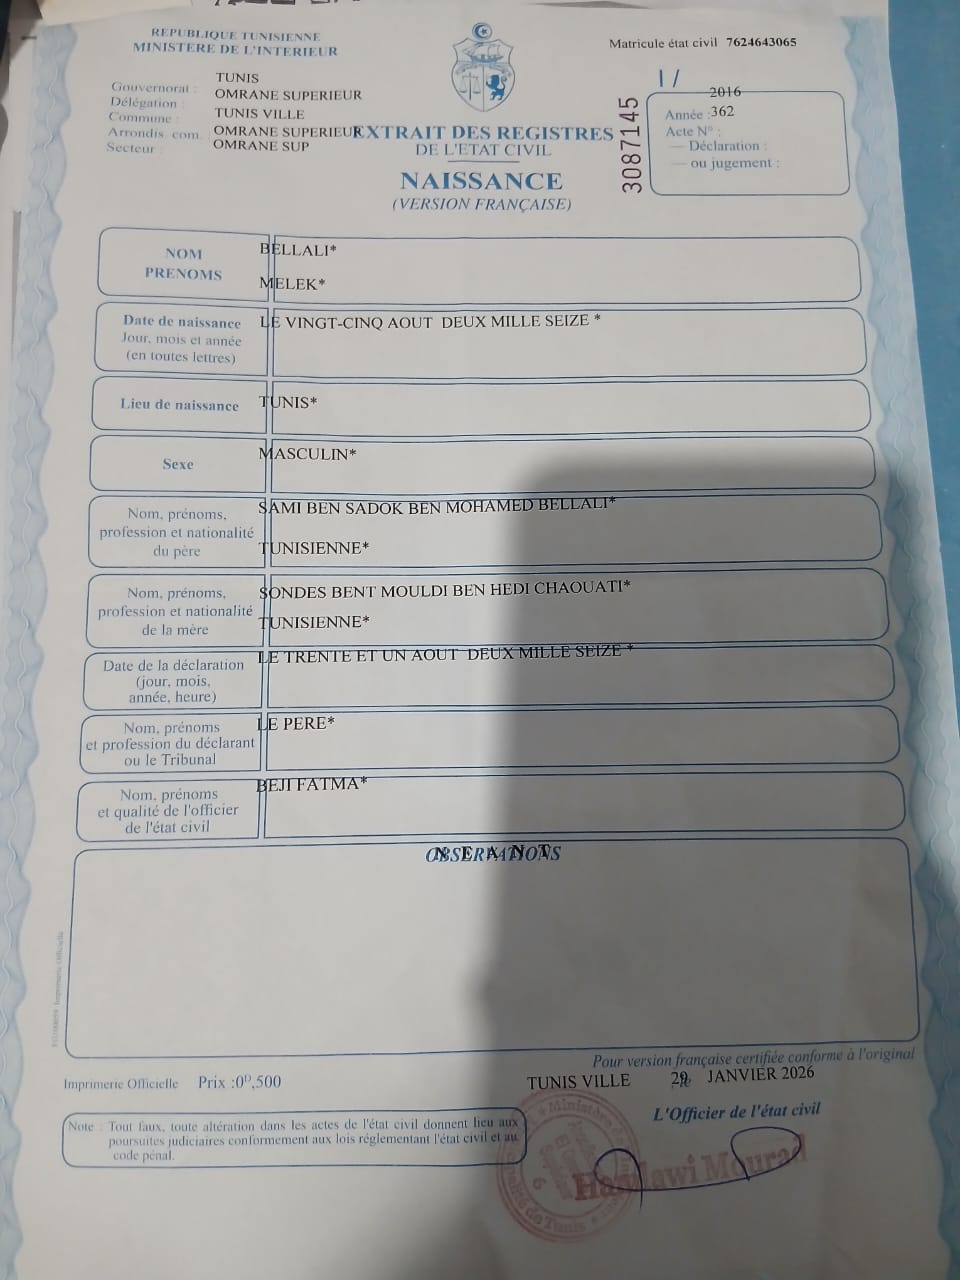 REPUBLIQUE TUNISIENNE
MINISTERE DE L'INTERIEUR
Matricule état civil 7624643065
Gouvernorat : TUNIS
Délégation : OMRANE SUPERIEUR
Commune : TUNIS VILLE
Arrondis. com. OMRANE SUPERIEUR
Secteur : OMRANE SUP
1/
2016
Année : 362
Acte N° :
— Déclaration :
— ou jugement :
3087145
EXTRAIT DES REGISTRES
DE L'ETAT CIVIL
NAISSANCE
(VERSION FRANÇAISE)
NOM BELLALI*
PRENOMS MELEK*
Date de naissance LE VINGT-CINQ AOUT DEUX MILLE SEIZE *
Jour, mois et année
(en toutes lettres)
Lieu de naissance TUNIS*
Sexe MASCULIN*
Nom, prénoms, SAMI BEN SADOK BEN MOHAMED BELLALI*
profession et nationalité
du père TUNISIENNE*
Nom, prénoms, SONDES BENT MOULDI BEN HEDI CHAOUATI*
profession et nationalité
de la mère TUNISIENNE*
Date de la déclaration LE TRENTE ET UN AOUT DEUX MILLE SEIZE *
(jour, mois,
année, heure)
Nom, prénoms LE PERE*
et profession du déclarant
ou le Tribunal
Nom, prénoms BEJI FATMA*
et qualité de l'officier
de l'état civil
OBSERVATIONS
N E A N T
Imprimerie Officielle
Pour version française certifiée conforme à l'original
Imprimerie Officielle Prix :0ᴰ,500
TUNIS VILLE 29 JANVIER 2026
L'Officier de l'état civil
Note : Tout faux, toute altération dans les actes de l'état civil donnent lieu aux
poursuites judiciaires conformement aux lois réglementant l'état civil et au
code pénal.
Mourad